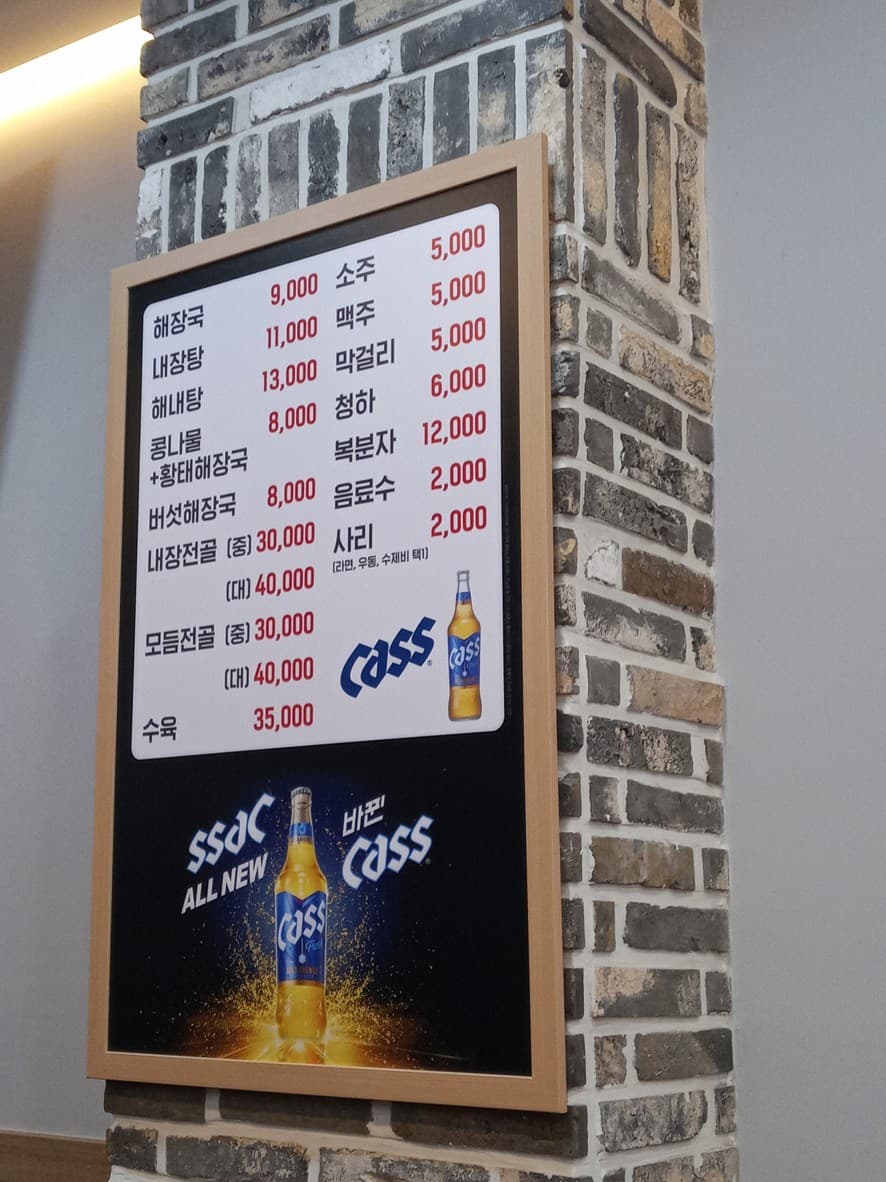 해장국 9,000
내장탕 11,000
해내탕 13,000
콩나물 8,000
+황태해장국
버섯해장국 8,000
내장전골 (중) 30,000
(대) 40,000
모듬전골 (중) 30,000
(대) 40,000
수육 35,000
소주 5,000
맥주 5,000
막걸리 5,000
청하 6,000
복분자 12,000
음료수 2,000
사리 2,000
(라면, 우동, 수제비 택1)
Cass
Cass
ssac
ALL NEW
바뀐
Cass
Cass